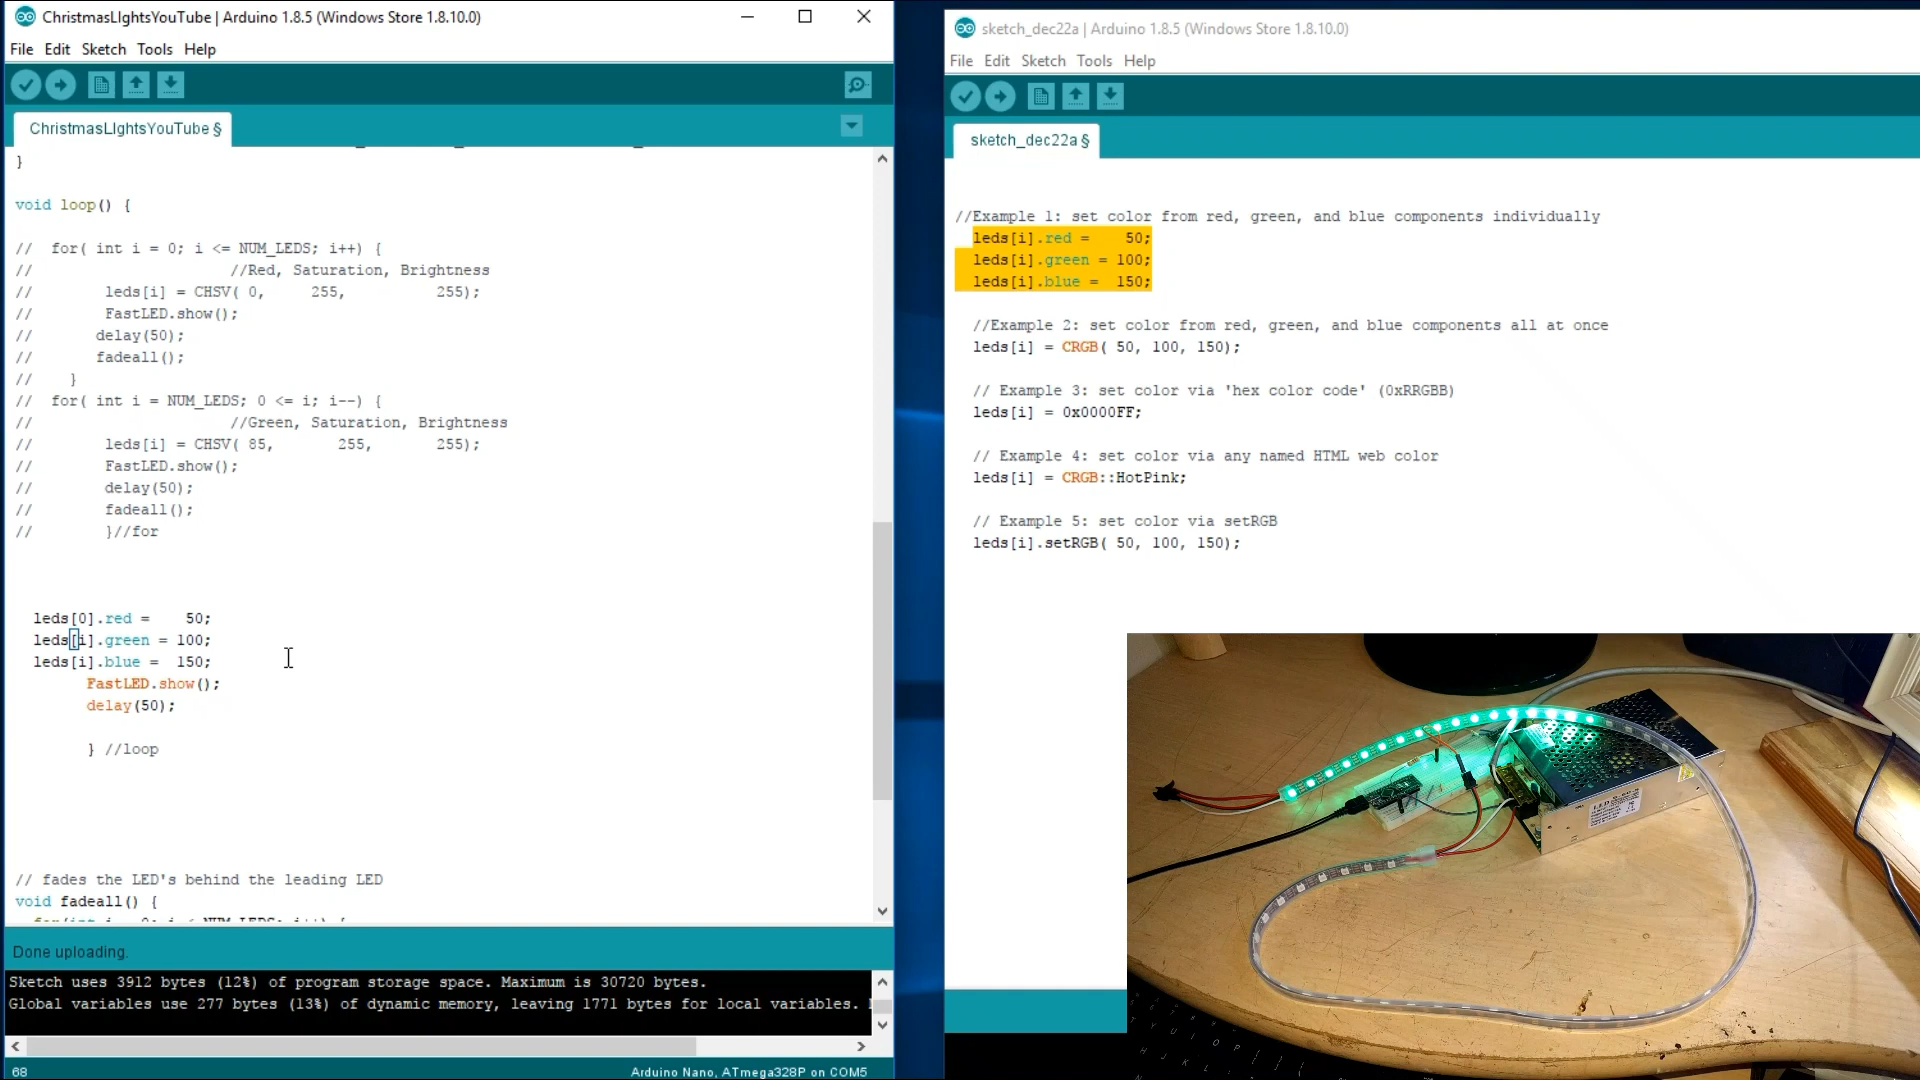 ChristmasLIghtsYouTube | Arduino 1.8.5 (Windows Store 1.8.10.0)
File Edit Sketch Tools Help
ChristmasLIghtsYouTube §
}
void loop() {
//  for( int i = 0; i <= NUM_LEDS; i++) {
//                      //Red, Saturation, Brightness
//        leds[i] = CHSV( 0,     255,          255);
//        FastLED.show();
//       delay(50);
//       fadeall();
//    }
//  for( int i = NUM_LEDS; 0 <= i; i--) {
//                      //Green, Saturation, Brightness
//        leds[i] = CHSV( 85,       255,        255);
//        FastLED.show();
//        delay(50);
//        fadeall();
//        }//for
leds[0].red =    50;
leds[i].green = 100;
leds[i].blue =  150;
FastLED.show();
delay(50);
} //loop
// fades the LED's behind the leading LED
void fadeall() {
Done uploading.
Sketch uses 3912 bytes (12%) of program storage space. Maximum is 30720 bytes.
Global variables use 277 bytes (13%) of dynamic memory, leaving 1771 bytes for local variables.
68
Arduino Nano, ATmega328P on COM5
sketch_dec22a | Arduino 1.8.5 (Windows Store 1.8.10.0)
File Edit Sketch Tools Help
sketch_dec22a §
//Example 1: set color from red, green, and blue components individually
leds[i].red =    50;
leds[i].green = 100;
leds[i].blue =  150;
//Example 2: set color from red, green, and blue components all at once
leds[i] = CRGB( 50, 100, 150);
// Example 3: set color via 'hex color code' (0xRRGGBB)
leds[i] = 0x0000FF;
// Example 4: set color via any named HTML web color
leds[i] = CRGB::HotPink;
// Example 5: set color via setRGB
leds[i].setRGB( 50, 100, 150);